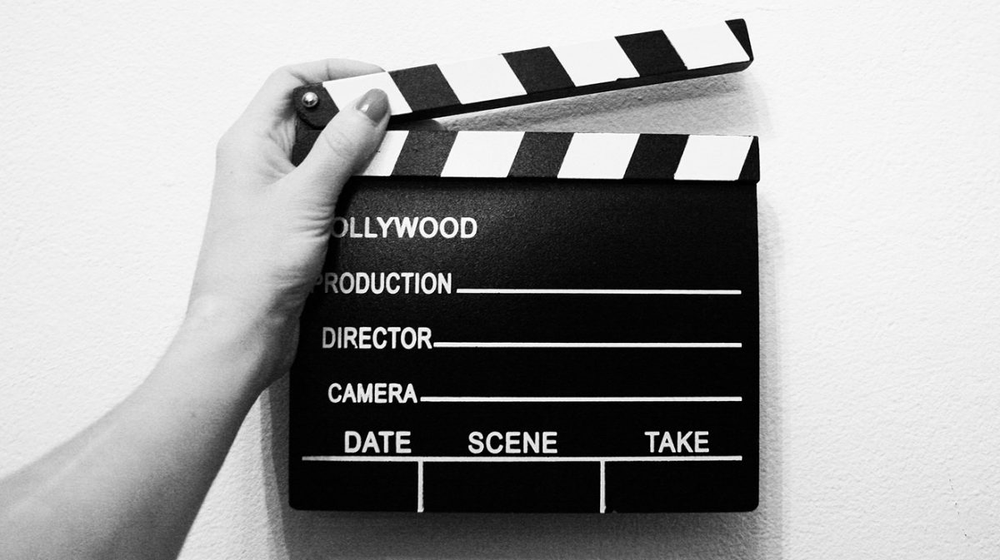 OLLYWOOD
PRODUCTION
DIRECTOR
CAMERA
DATE SCENE TAKE